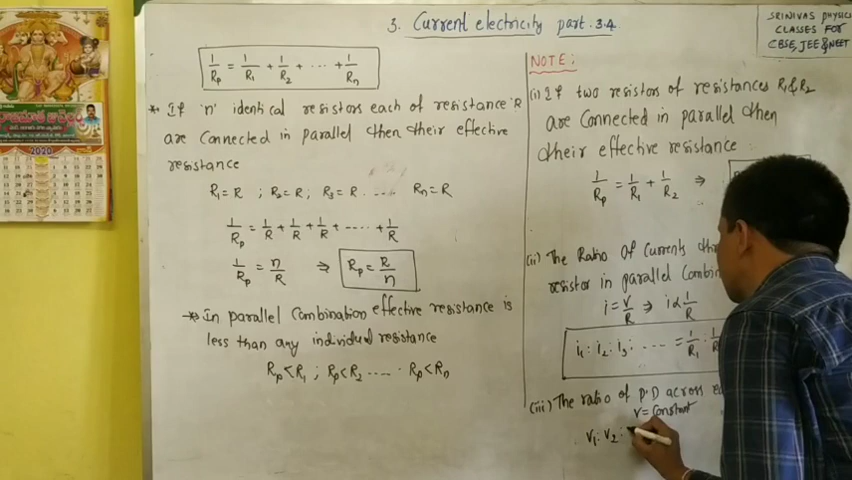 3. Current electricity part.3.4
SRINIVAS PHYSICS
CLASSES FOR
CBSE, JEE & NEET
1/Rp = 1/R1 + 1/R2 + ... + 1/Rn
* If 'n' identical resistors each of resistance 'R
are connected in parallel then their effective
resistance
R1 = R ; R2 = R ; R3 = R ..... Rn = R
1/Rp = 1/R + 1/R + 1/R + ---- + 1/R
1/Rp = n/R ⇒ Rp = R/n
* In parallel combination effective resistance is
less than any individual resistance
Rp < R1 ; Rp < R2 ..... Rp < Rn
NOTE:
(i) If two resistors of resistances R1 & R2
are connected in parallel then
their effective resistance
1/Rp = 1/R1 + 1/R2 ⇒
(ii) The Ratio of currents
resistor in parallel
i = V/R ⇒ i ∝ 1/R
i1 : i2 : i3 : ..... = 1/R1 :
(iii) The ratio of P.D across
V = constant
V1 : V2 :
2020